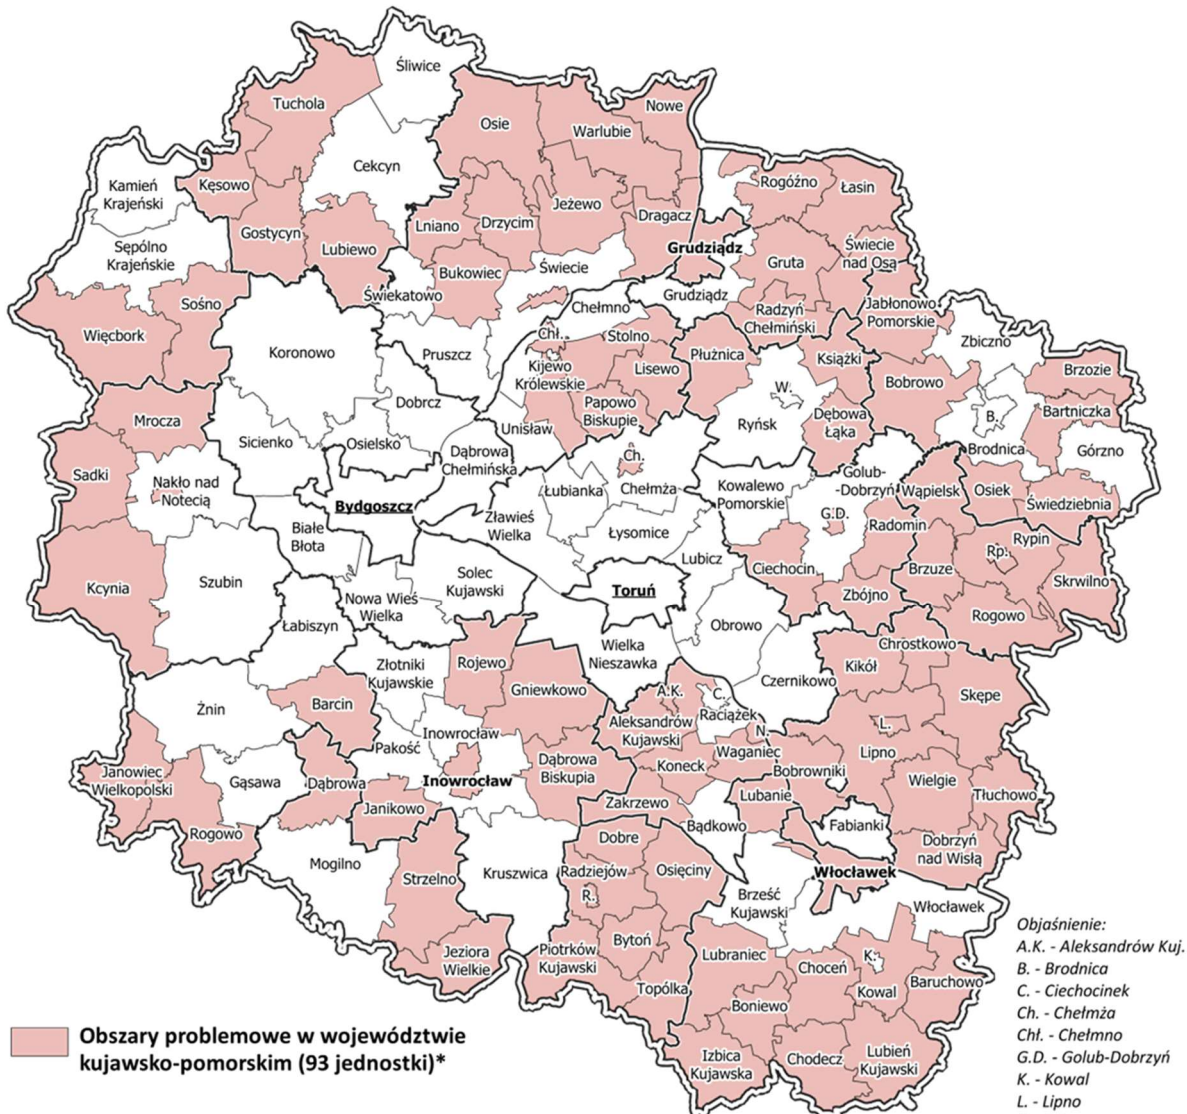 Śliwice
Tuchola
Nowe
Osie
Warlubie
Cekcyn
Kamień
Krajeński
Kęsowo
Rogóźno
Łasin
Jeżewo
Dragacz
Lniano
Drzycim
Gostycyn
Lubiewo
Grudziądz
Sępólno
Krajeńskie
Świecie
nad Osą
Gruta
Bukowiec
Świecie
Świekatowo
Grudziądz
Sośno
Chełmno
Jabłonowo
Pomorskie
Radzyń
Chełmiński
Więcbork
Chł.
Stolno
Zbiczno
Koronowo
Pruszcz
Płużnica
Książki
Kijewo
Królewskie
Lisewo
Brzozie
Bobrowo
W.
Dobrcz
Papowo
Biskupie
Bartniczka
B.
Dębowa
Łąka
Mrocza
Ryńsk
Unisław
Sicienko
Osielsko
Brodnica
Górzno
Dąbrowa
Chełmińska
Ch.
Sadki
Nakło nad
Notecią
Golub-
-Dobrzyń
Kowalewo
Pomorskie
Łubianka
Chełmża
Wąpielsk
Osiek
Świedziebnia
Bydgoszcz
G.D.
Zławieś
Wielka
Radomin
Białe
Błota
Łysomice
Rypin
Rp.
Lubicz
Ciechocin
Brzuze
Szubin
Solec
Kujawski
Skrwilno
Kcynia
Toruń
Zbójno
Nowa Wieś
Wielka
Rogowo
Łabiszyn
Obrowo
Chrostkowo
Wielka
Nieszawka
Złotniki
Kujawskie
Rojewo
Kikół
Czernikowo
Gniewkowo
A.K.
C.
Skępe
Barcin
Żnin
Raciążek
Aleksandrów
Kujawski
L.
N.
Inowrocław
Pakość
Waganiec
Lipno
Dąbrowa
Biskupia
Koneck
Bobrowniki
Janowiec
Wielkopolski
Gąsawa
Dąbrowa
Inowrocław
Wielgie
Tłuchowo
Lubanie
Janikowo
Zakrzewo
Bądkowo
Fabianki
Rogowo
Dobre
Dobrzyń
nad Wisłą
Mogilno
Kruszwica
Radziejów
Osięciny
Włocławek
Strzelno
R.
Brześć
Kujawski
Włocławek
Bytoń
Jeziora
Wielkie
Piotrków
Kujawski
Lubraniec
K.
Choceń
Baruchowo
Topólka
Kowal
Boniewo
Izbica
Kujawska
Chodecz
Lubień
Kujawski
Obszary problemowe w województwie
kujawsko-pomorskim (93 jednostki)*
Objaśnienie:
A.K. - Aleksandrów Kuj.
B. - Brodnica
C. - Ciechocinek
Ch. - Chełmża
Chł. - Chełmno
G.D. - Golub-Dobrzyń
K. - Kowal
L. - Lipno